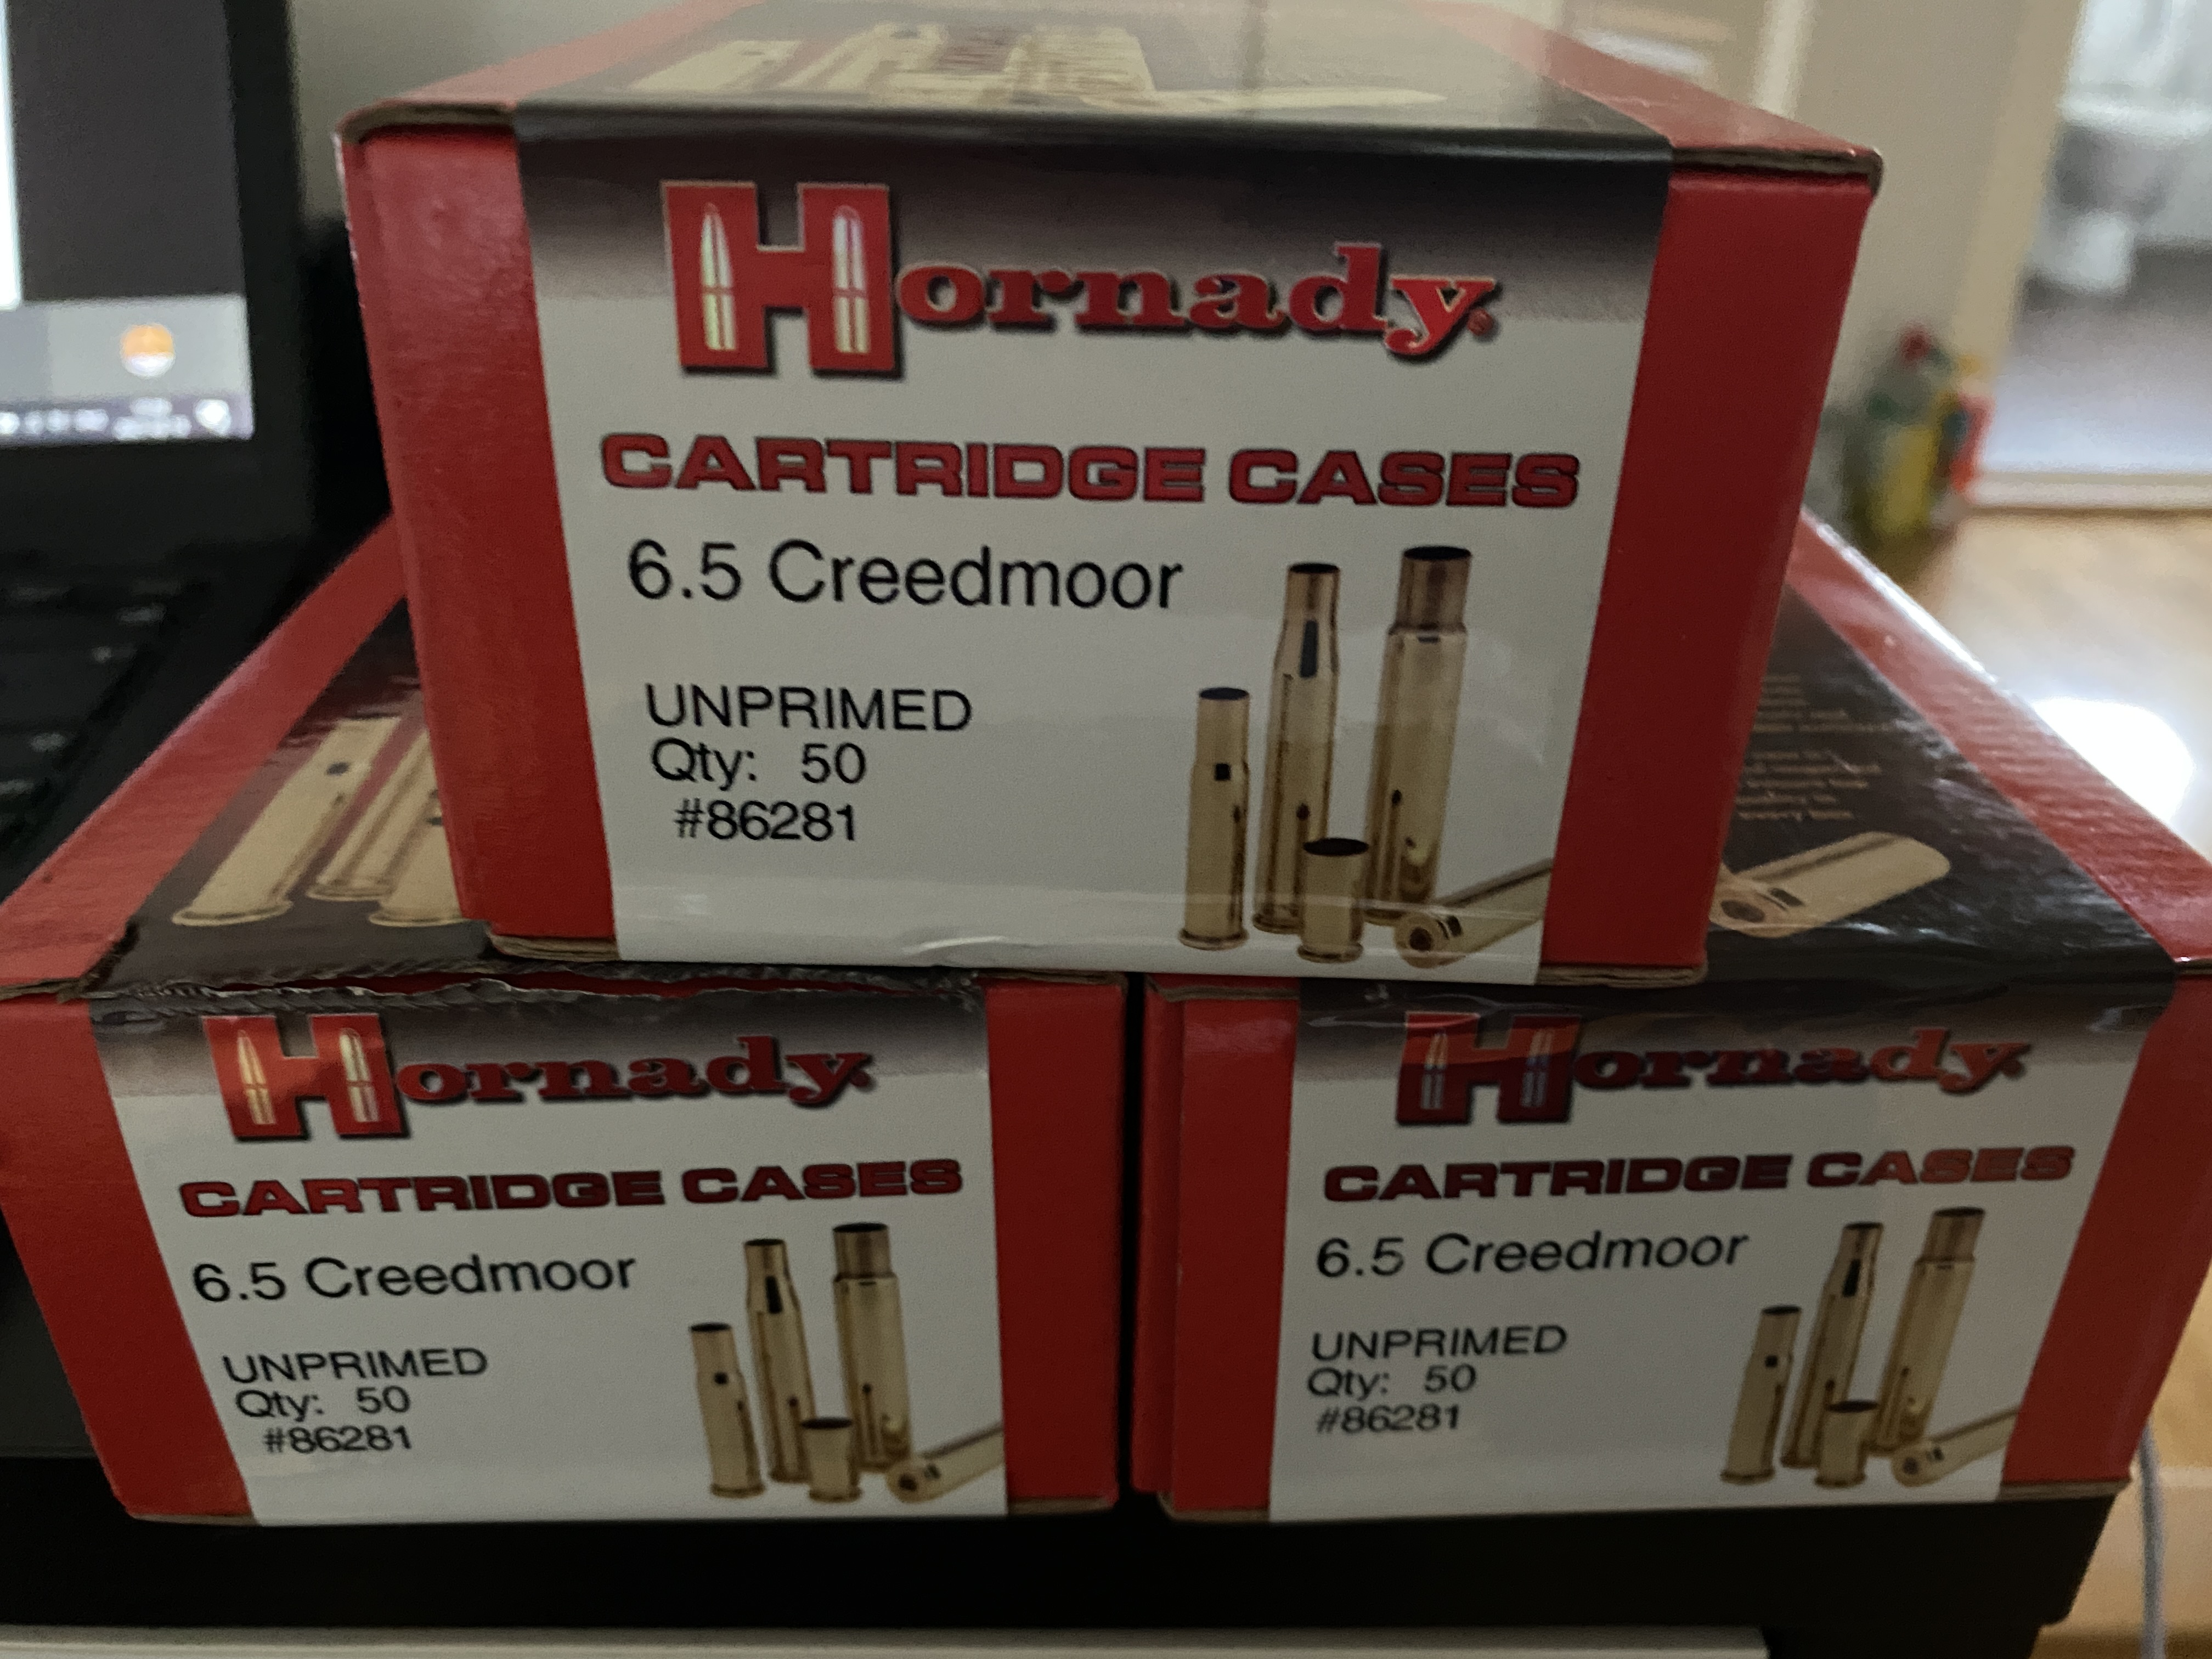 Hornady
CARTRIDGE CASES
6.5 Creedmoor
UNPRIMED
Qty: 50
#86281
Hornady
CARTRIDGE CASES
6.5 Creedmoor
UNPRIMED
Qty: 50
#86281
Hornady
CARTRIDGE CASES
6.5 Creedmoor
UNPRIMED
Qty: 50
#86281